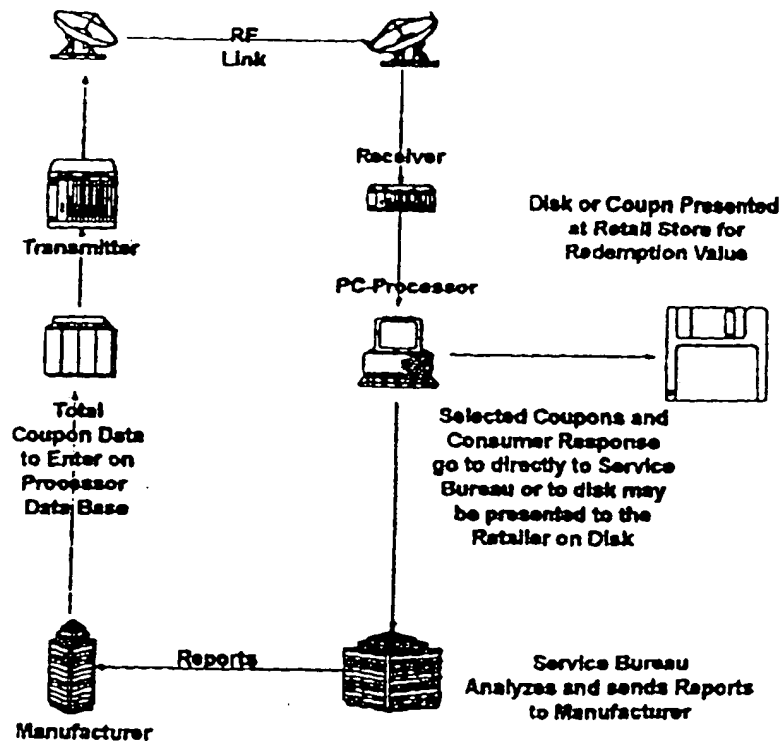 RF
Link
Receiver
Transmitter
Disk or Coupn Presented
at Retail Store for
Redemption Value
PC-Processor
Total
Coupon Data
to Enter on
Processor
Data Base
Selected Coupons and
Consumer Response
go to directly to Service
Bureau or to disk may
be presented to the
Retailer on Disk
Reports
Manufacturer
Service Bureau
Analyzes and sends Reports
to Manufacturer